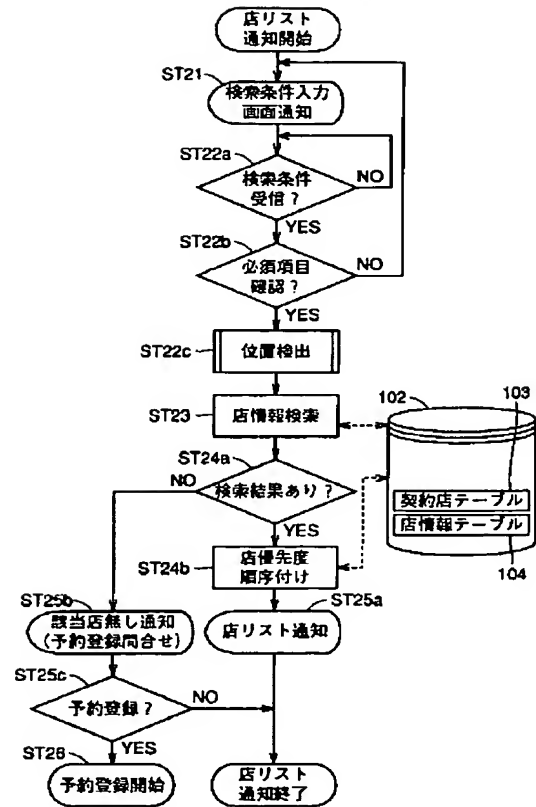 店リスト
通知開始
ST21
検索条件入力
画面通知
ST22a
検索条件
受信？
NO
YES
ST22b
必須項目
確認？
NO
YES
ST22c
位置検出
ST23
店情報検索
102
103
契約店テーブル
店情報テーブル
104
ST24a
検索結果あり？
NO
YES
ST24b
店優先度
順序付け
ST25b
該当店無し通知
(予約登録問合せ)
ST25a
店リスト通知
ST25c
予約登録？
NO
YES
ST26
予約登録開始
店リスト
通知終了